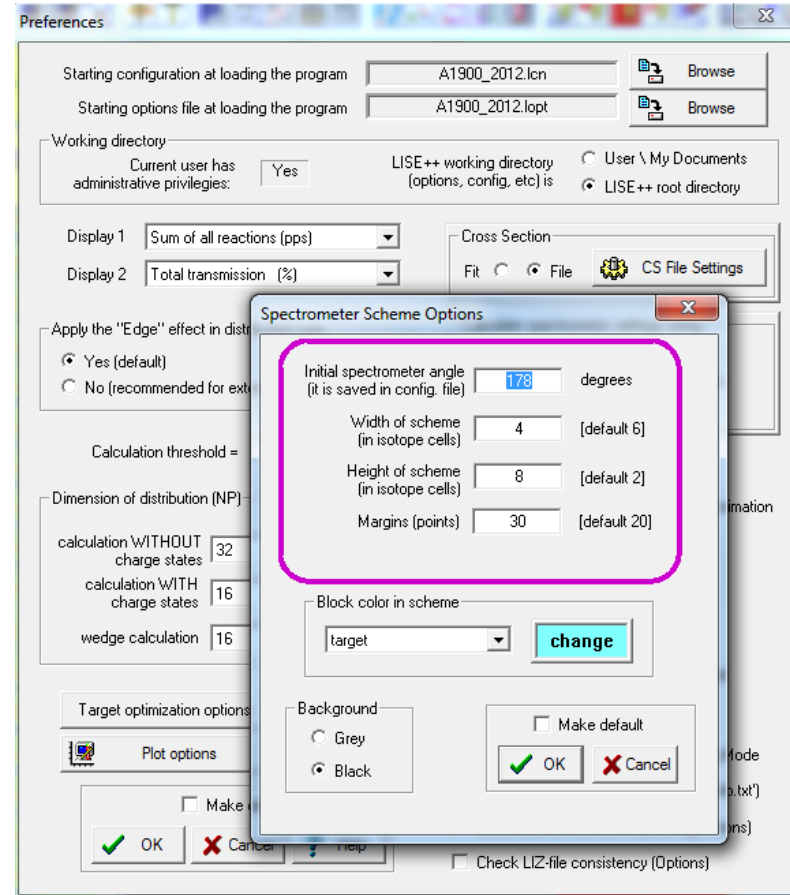 Preferences
Starting configuration at loading the program A1900_2012.lcn Browse
Starting options file at loading the program A1900_2012.lopt Browse
Working directory
Current user has
administrative privilegies: Yes
LISE++ working directory
(options, config, etc) is
User \ My Documents
LISE++ root directory
Display 1 Sum of all reactions (pps)
Display 2 Total transmission (%)
Cross Section
Fit File CS File Settings
Apply the "Edge" effect in
Yes (default)
No (recommended for
Calculation threshold =
Dimension of distribution (NP)
calculation WITHOUT
charge states 32
calculation WITH
charge states 16
wedge calculation 16
Target optimization options
Plot options
Make
OK Cancel Help
Spectrometer Scheme Options
Initial spectrometer angle
(it is saved in config. file) 178 degrees
Width of scheme
(in isotope cells) 4 [default 6]
Height of scheme
(in isotope cells) 8 [default 2]
Margins (points) 30 [default 20]
Block color in scheme
target change
Background
Grey
Black
Make default
OK Cancel
Check LIZ-file consistency (Options)